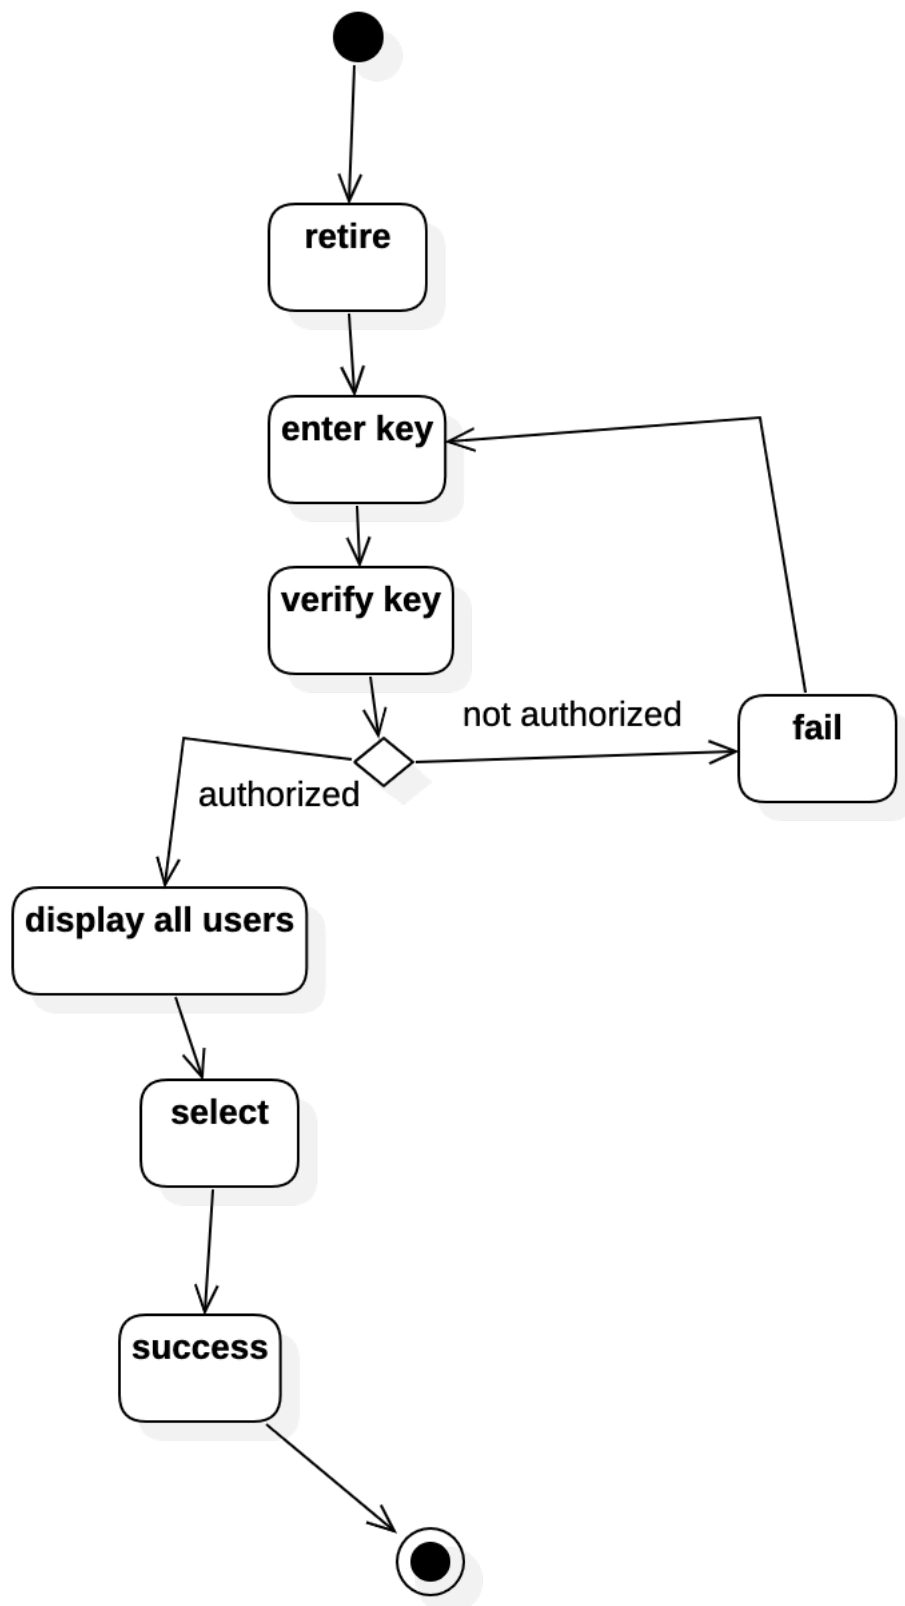 retire
enter key
verify key
not authorized
fail
authorized
display all users
select
success